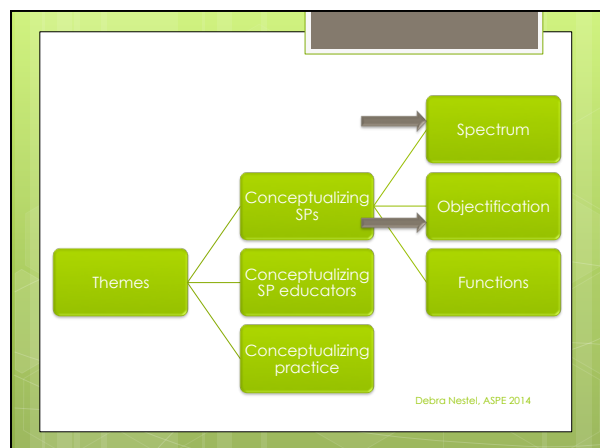 Themes
Conceptualizing
SPs
Conceptualizing
SP educators
Conceptualizing
practice
Spectrum
Objectification
Functions
Debra Nestel, ASPE 2014